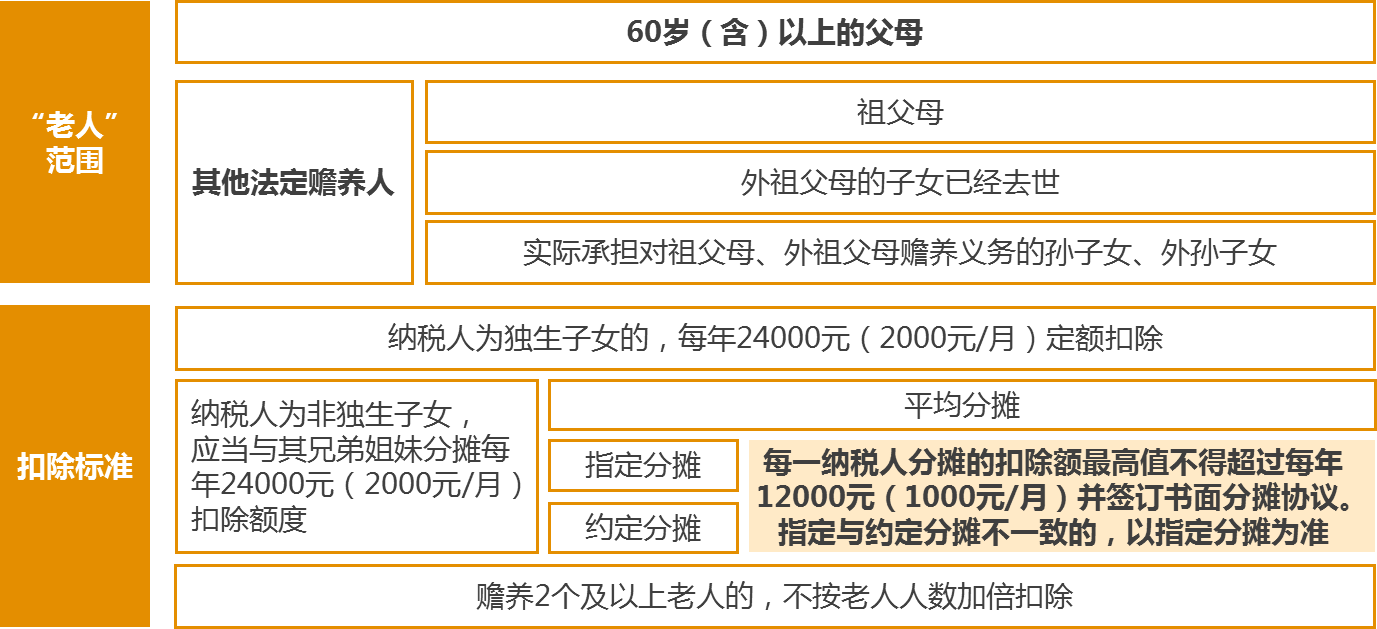 “老人”
范围
60岁（含）以上的父母
其他法定赡养人
祖父母
外祖父母的子女已经去世
实际承担对祖父母、外祖父母赡养义务的孙子女、外孙子女
扣除标准
纳税人为独生子女的，每年24000元（2000元/月）定额扣除
纳税人为非独生子女，
应当与其兄弟姐妹分摊每
年24000元（2000元/月）
扣除额度
平均分摊
指定分摊
约定分摊
每一纳税人分摊的扣除额最高值不得超过每年
12000元（1000元/月）并签订书面分摊协议。
指定与约定分摊不一致的，以指定分摊为准
赡养2个及以上老人的，不按老人人数加倍扣除